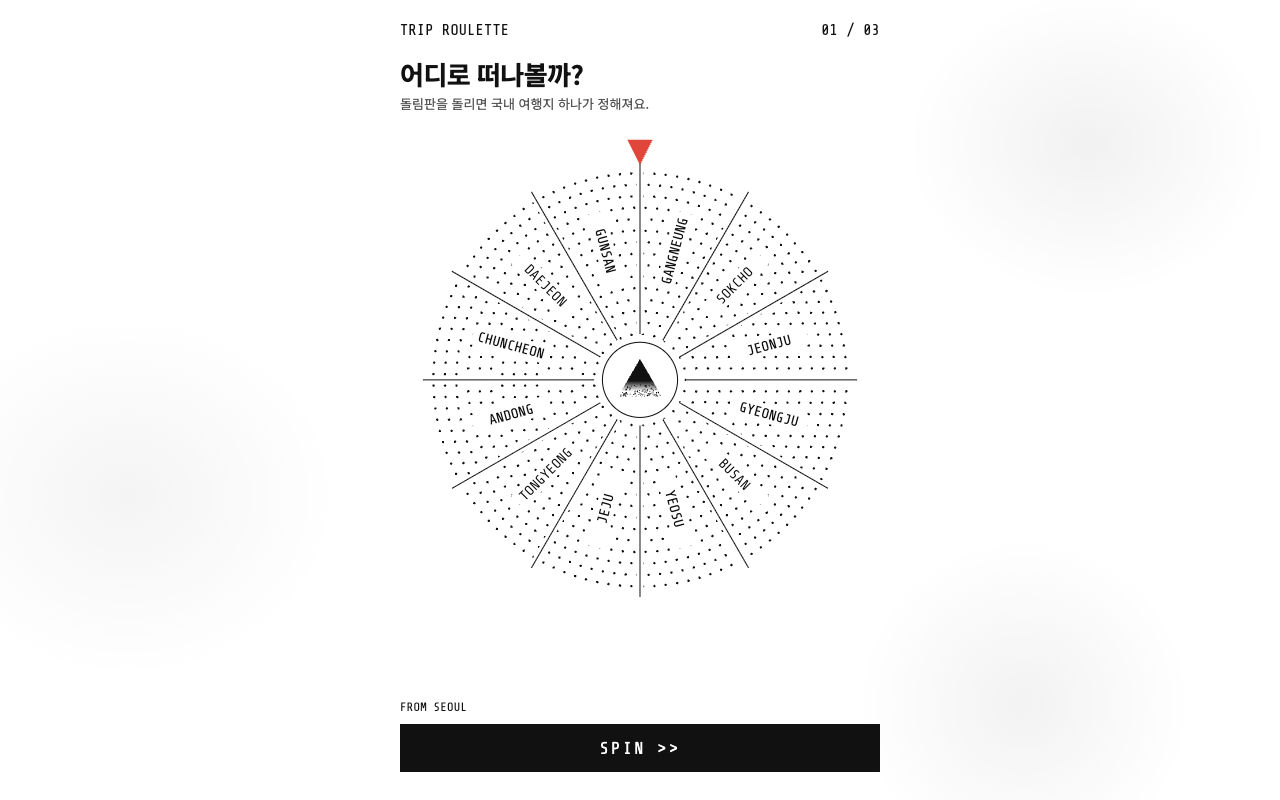 TRIP ROULETTE
01 / 03
어디로 떠나볼까?
돌림판을 돌리면 국내 여행지 하나가 정해져요.
GANGNEUNG
SOKCHO
JEONJU
GYEONGJU
BUSAN
YEOSU
JEJU
TONGYEONG
ANDONG
CHUNCHEON
DAEJEON
GUNSAN
FROM SEOUL
SPIN >>